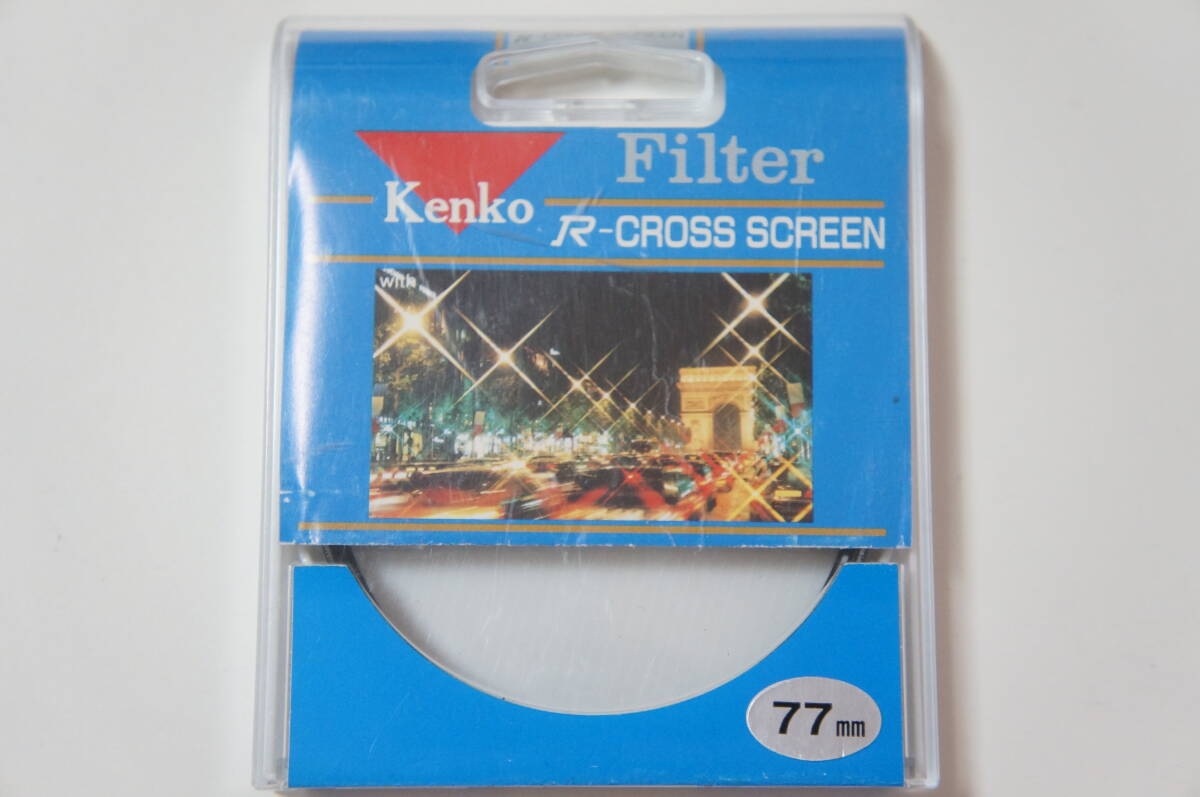 Filter
Kenko
R-CROSS SCREEN
with
77mm